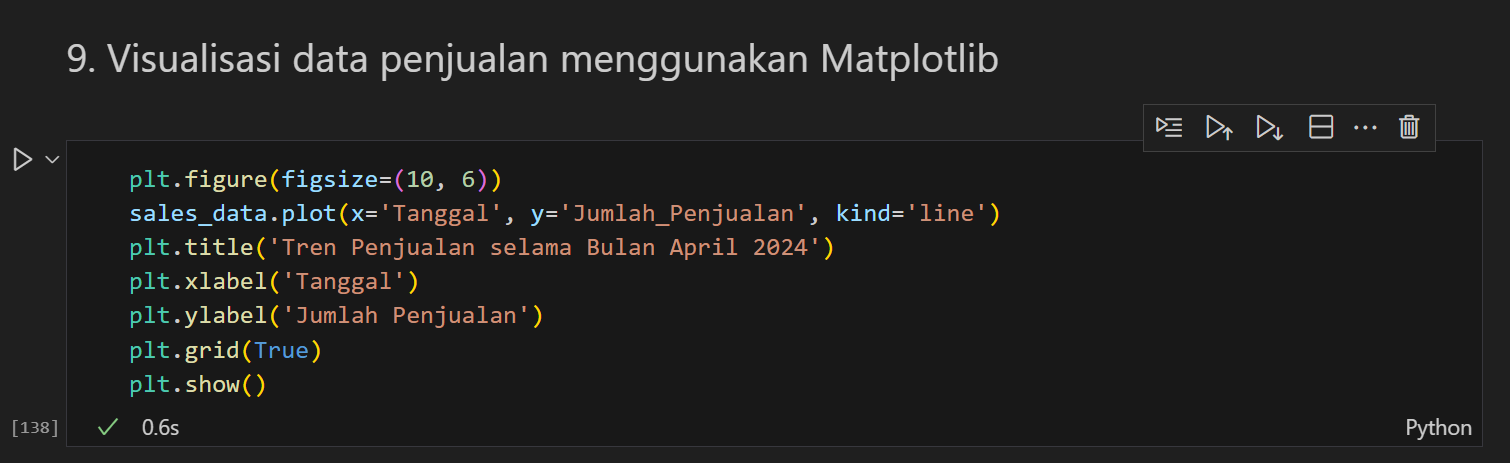 9. Visualisasi data penjualan menggunakan Matplotlib
plt.figure(figsize=(10, 6))
sales_data.plot(x='Tanggal', y='Jumlah_Penjualan', kind='line')
plt.title('Tren Penjualan selama Bulan April 2024')
plt.xlabel('Tanggal')
plt.ylabel('Jumlah Penjualan')
plt.grid(True)
plt.show()
[138] 0.6s Python